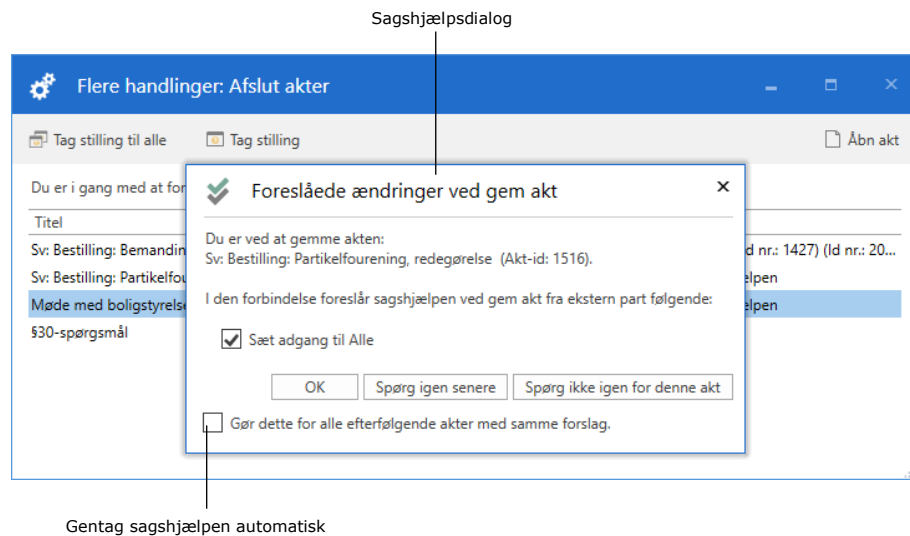 Sagshjælpsdialog
Flere handlinger: Afslut akter
Tag stilling til alle
Tag stilling
Åbn akt
Du er i gang med at for
Foreslåede ændringer ved gem akt
Titel
Du er ved at gemme akten:
Sv: Bestilling: Bemandin
d nr.: 1427) (Id nr.: 20...
Sv: Bestilling: Partikelfourening, redegørelse (Akt-id: 1516).
Sv: Bestilling: Partikelfou
elpen
I den forbindelse foreslår sagshjælpen ved gem akt fra ekstern part følgende:
Møde med boligstyrelse
elpen
§30-spørgsmål
Sæt adgang til Alle
OK
Spørg igen senere
Spørg ikke igen for denne akt
Gør dette for alle efterfølgende akter med samme forslag.
Gentag sagshjælpen automatisk